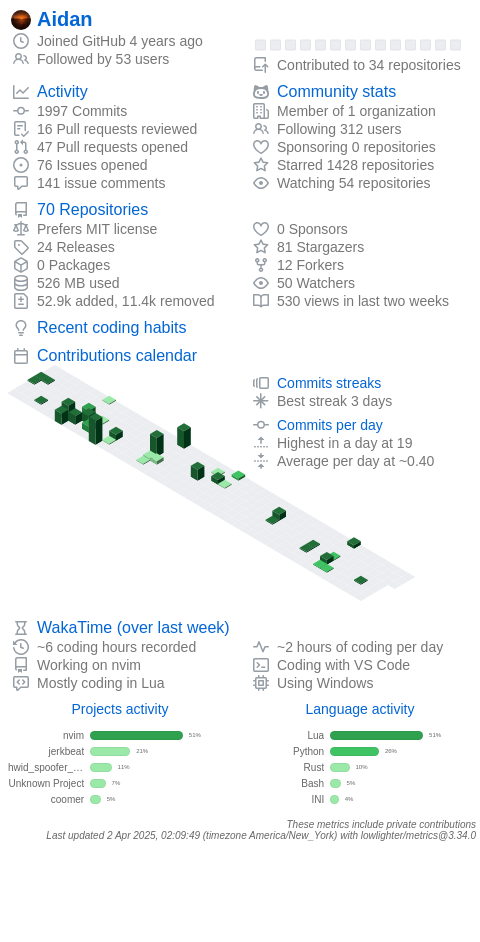 Aidan
Joined GitHub 4 years ago
Followed by 53 users
Contributed to 34 repositories
Activity
1997 Commits
16 Pull requests reviewed
47 Pull requests opened
76 Issues opened
141 issue comments
Community stats
Member of 1 organization
Following 312 users
Sponsoring 0 repositories
Starred 1428 repositories
Watching 54 repositories
70 Repositories
Prefers MIT license
24 Releases
0 Packages
526 MB used
52.9k added, 11.4k removed
0 Sponsors
81 Stargazers
12 Forkers
50 Watchers
530 views in last two weeks
Recent coding habits
Contributions calendar
Commits streaks
Best streak 3 days
Commits per day
Highest in a day at 19
Average per day at ~0.40
WakaTime (over last week)
~6 coding hours recorded
Working on nvim
Mostly coding in Lua
~2 hours of coding per day
Coding with VS Code
Using Windows
Projects activity
nvim 51%
jerkbeat 21%
hwid_spoofer_... 11%
Unknown Project 7%
coomer 5%
Language activity
Lua 51%
Python 26%
Rust 10%
Bash 5%
INI 4%
These metrics include private contributions
Last updated 2 Apr 2025, 02:09:49 (timezone America/New_York) with lowlighter/metrics@3.34.0